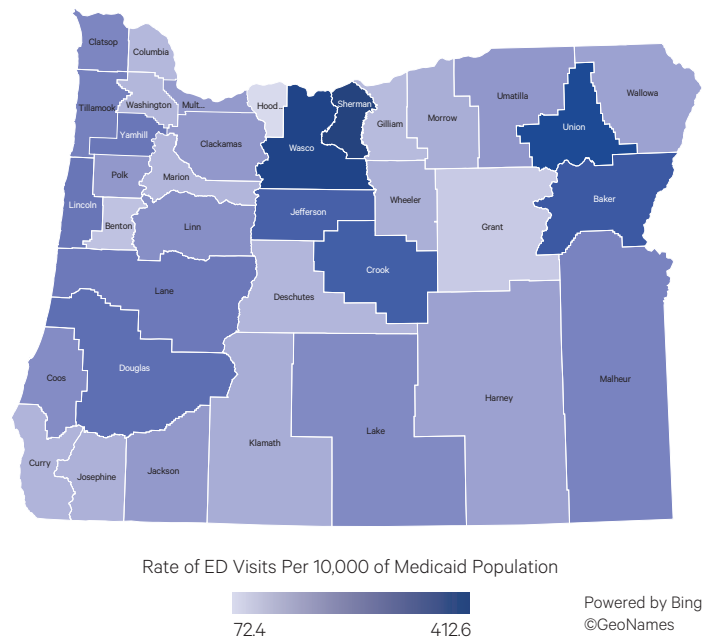 Clatsop
Columbia
Tillamook
Washington
Mult...
Hood...
Sherman
Gilliam
Morrow
Umatilla
Wallowa
Union
Yamhill
Clackamas
Wasco
Polk
Marion
Wheeler
Baker
Lincoln
Jefferson
Benton
Linn
Grant
Crook
Lane
Deschutes
Douglas
Coos
Malheur
Harney
Lake
Klamath
Curry
Josephine
Jackson
Rate of ED Visits Per 10,000 of Medicaid Population
72.4 412.6
Powered by Bing
©GeoNames